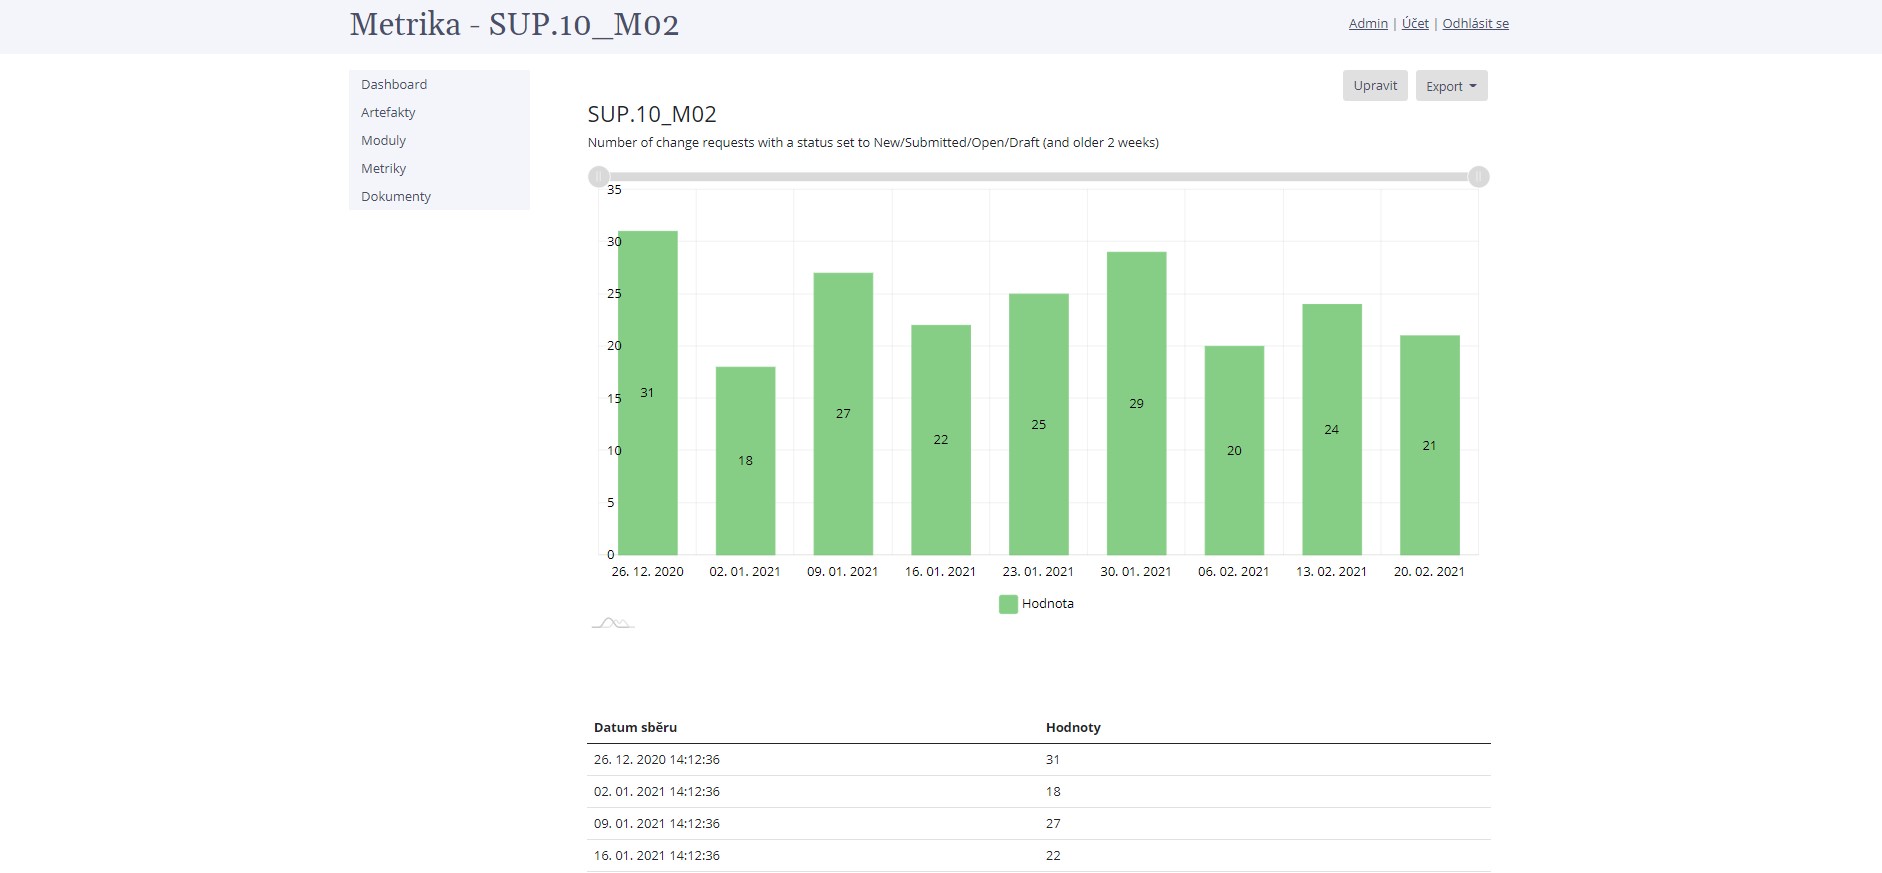 Metrika - SUP.10_M02
Admin | Účet | Odhlásit se
Dashboard
Artefakty
Moduly
Metriky
Dokumenty
Upravit
Export
SUP.10_M02
Number of change requests with a status set to New/Submitted/Open/Draft (and older 2 weeks)
35
30
25
20
15
10
5
0
31
18
27
22
25
29
20
24
21
26. 12. 2020
02. 01. 2021
09. 01. 2021
16. 01. 2021
23. 01. 2021
30. 01. 2021
06. 02. 2021
13. 02. 2021
20. 02. 2021
Hodnota
Datum sběru Hodnoty
26. 12. 2020 14:12:36 31
02. 01. 2021 14:12:36 18
09. 01. 2021 14:12:36 27
16. 01. 2021 14:12:36 22